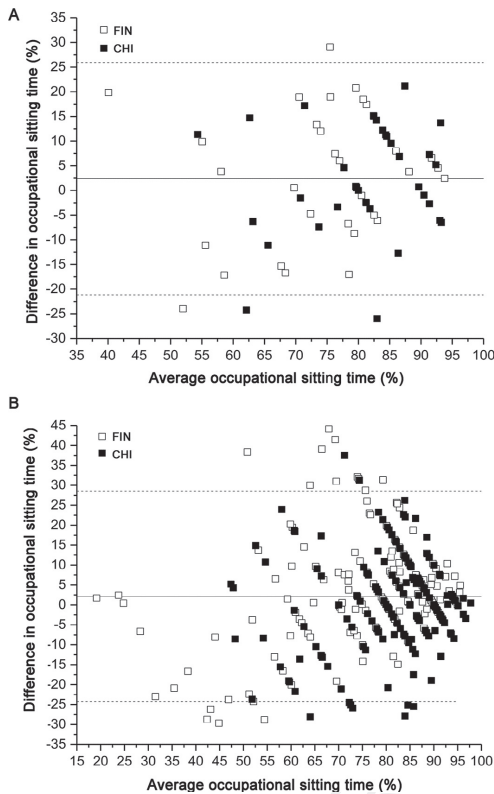 A
FIN
CHI
Difference in occupational sitting time (%)
35
30
25
20
15
10
5
0
-5
-10
-15
-20
-25
-30
35 40 45 50 55 60 65 70 75 80 85 90 95 100
Average occupational sitting time (%)
B
FIN
CHI
Difference in occupational sitting time (%)
45
40
35
30
25
20
15
10
5
0
-5
-10
-15
-20
-25
-30
-35
15 20 25 30 35 40 45 50 55 60 65 70 75 80 85 90 95 100
Average occupational sitting time (%)